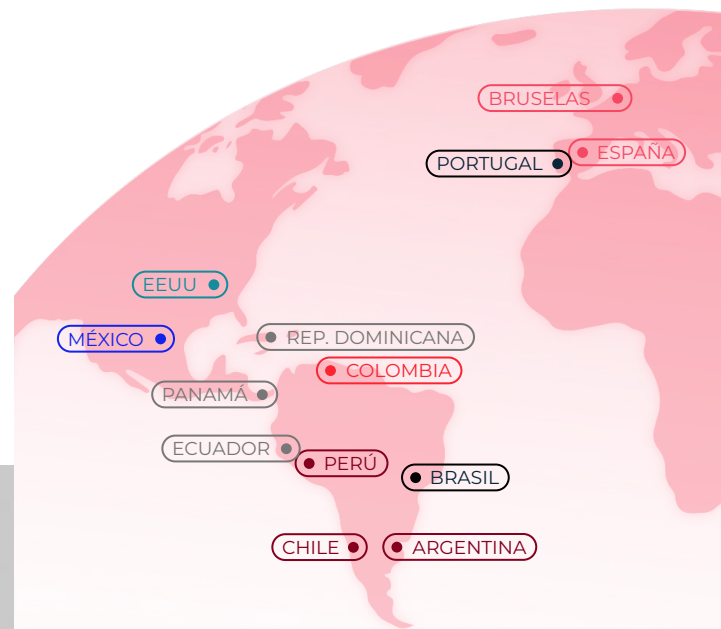 BRUSELAS
ESPAÑA
PORTUGAL
EEUU
MÉXICO
REP. DOMINICANA
COLOMBIA
PANAMÁ
ECUADOR
PERÚ
BRASIL
CHILE
ARGENTINA